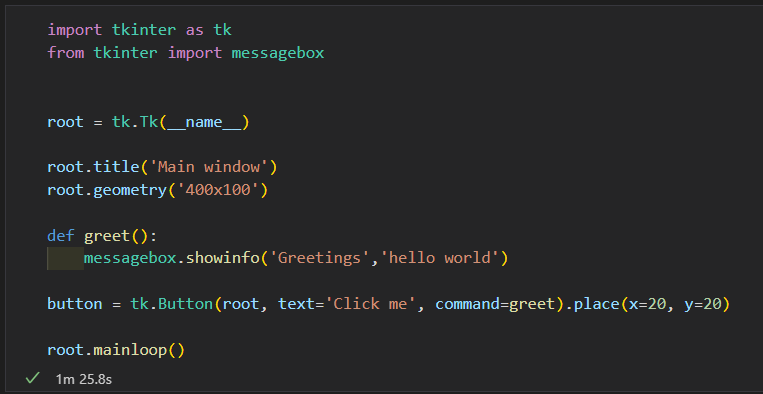 import tkinter as tk
from tkinter import messagebox
root = tk.Tk(__name__)
root.title('Main window')
root.geometry('400x100')
def greet():
    messagebox.showinfo('Greetings','hello world')
button = tk.Button(root, text='Click me', command=greet).place(x=20, y=20)
root.mainloop()
1m 25.8s